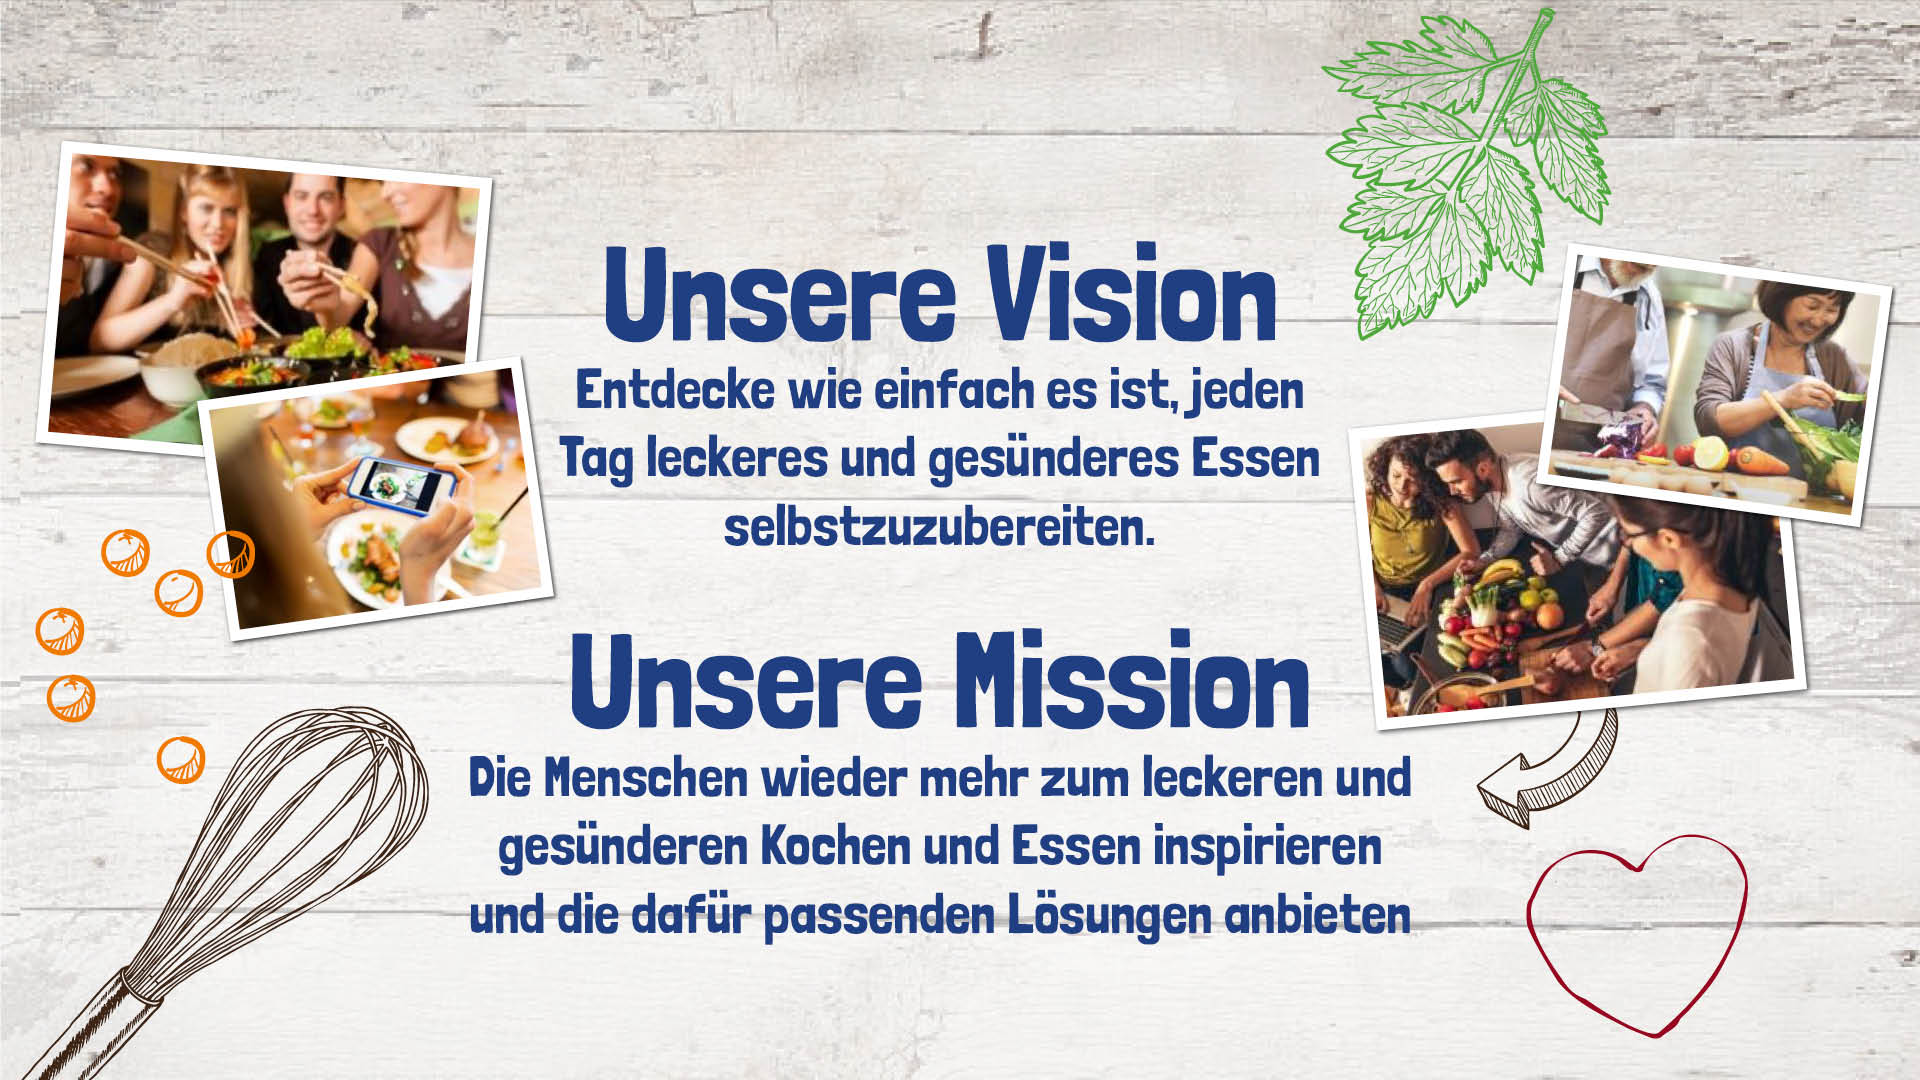 Unsere Vision
Entdecke wie einfach es ist, jeden
Tag leckeres und gesünderes Essen
selbstzuzubereiten.
Unsere Mission
Die Menschen wieder mehr zum leckeren und
gesünderen Kochen und Essen inspirieren
und die dafür passenden Lösungen anbieten